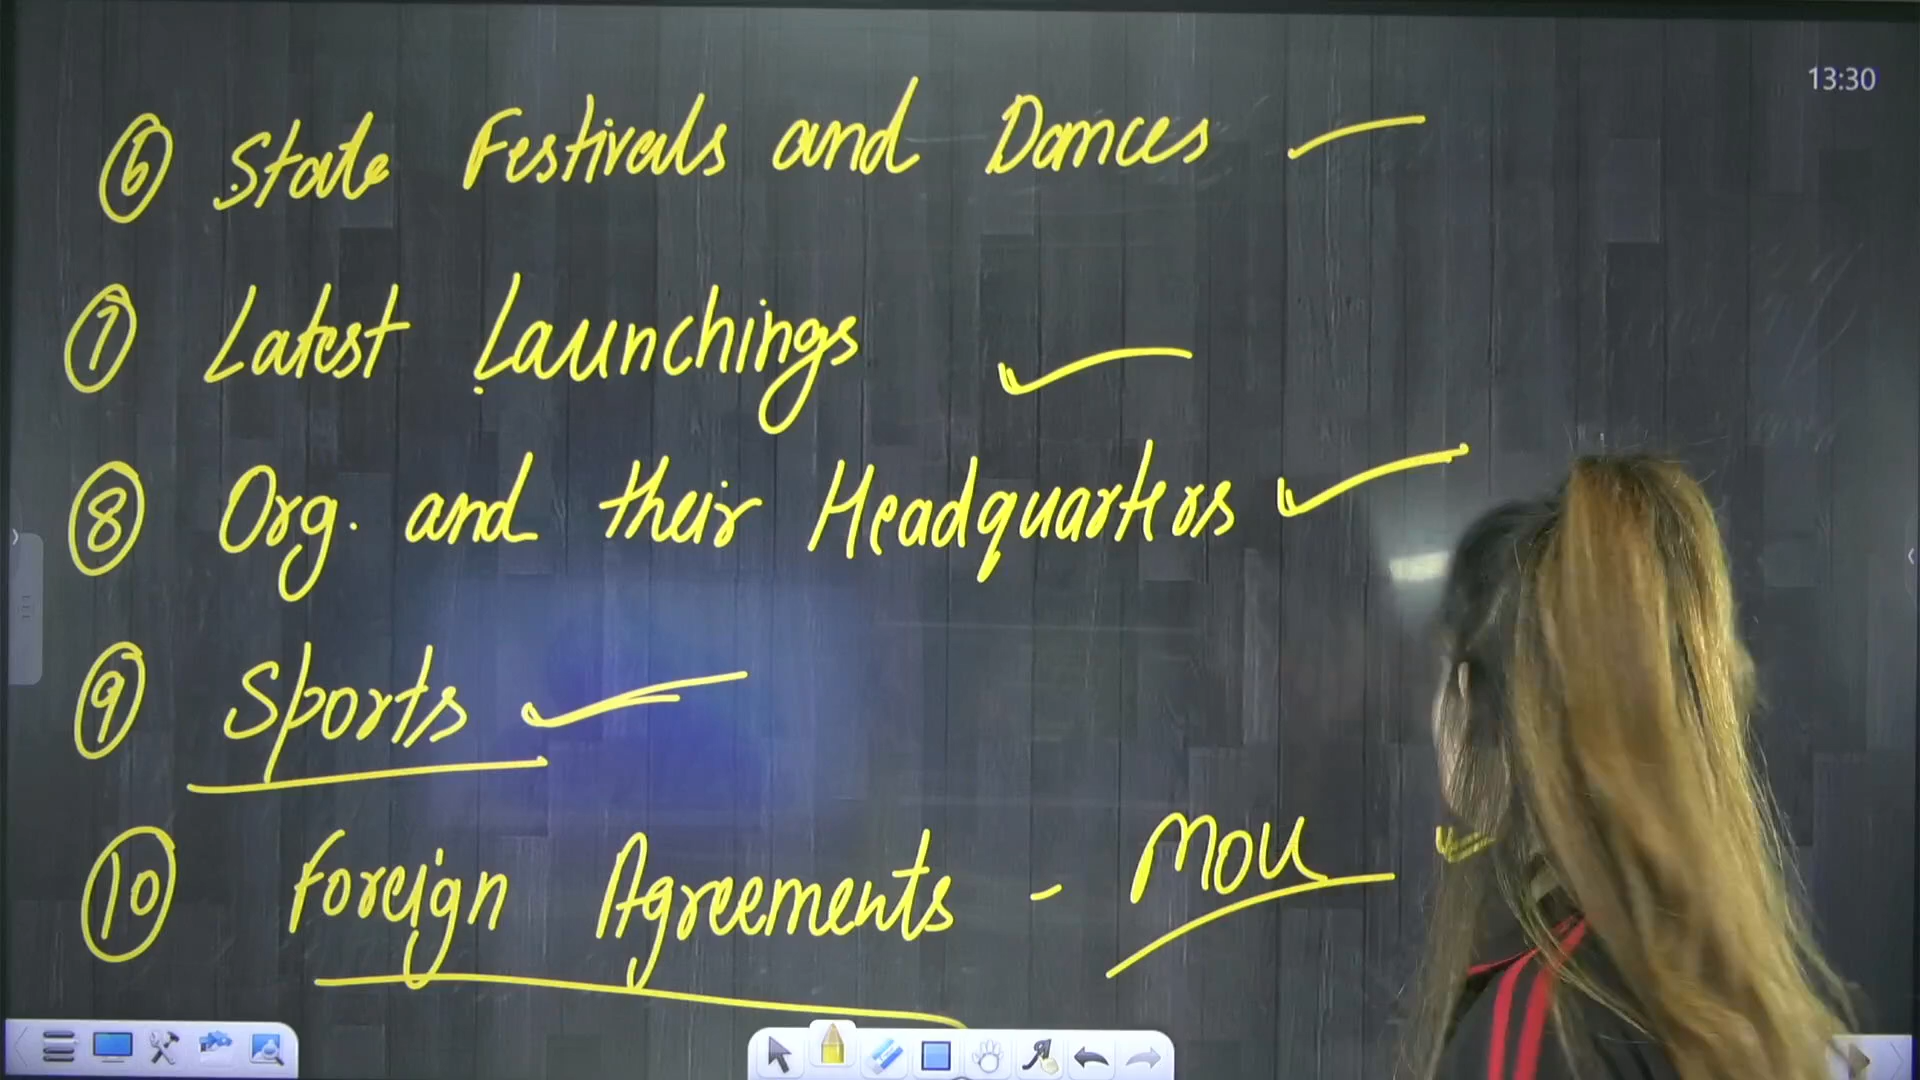 13:30
⑥ State Festivals and Dances
⑦ Latest Launchings
⑧ Org. and their Headquarters
⑨ Sports
⑩ Foreign Agreements - MOU